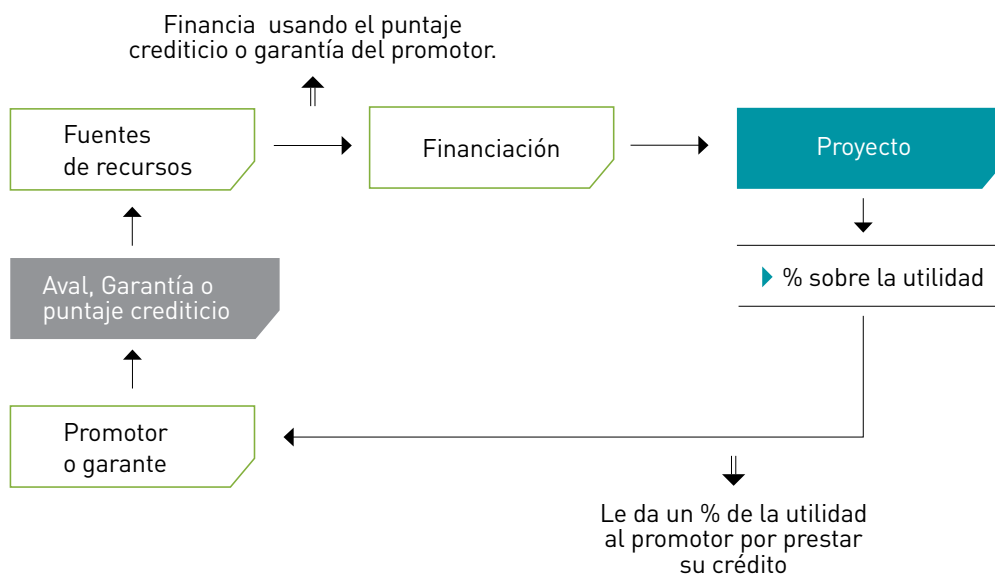 Financia usando el puntaje
crediticio o garantía del promotor.
Fuentes
de recursos
Financiación
Proyecto
Aval, Garantía o
puntaje crediticio
% sobre la utilidad
Promotor
o garante
Le da un % de la utilidad
al promotor por prestar
su crédito